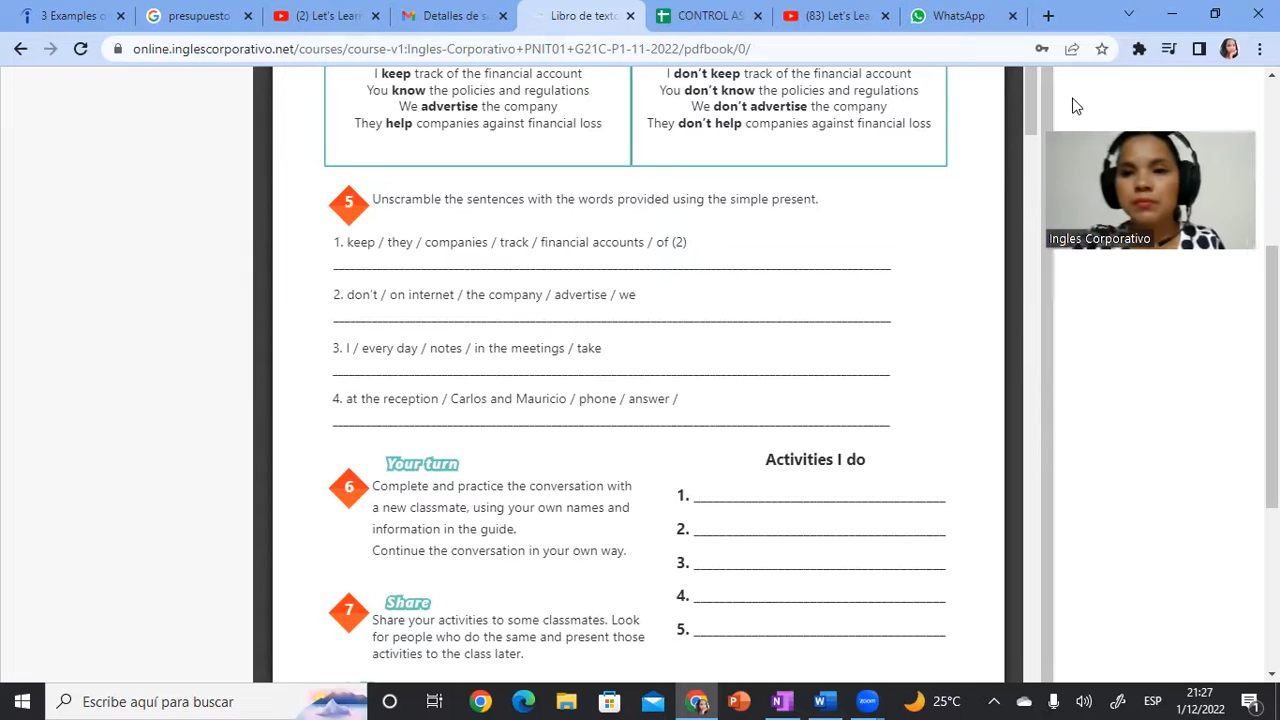 3 Examples o
presupuesto
(2) Let's Learn
Detalles de s
Libro de texto
CONTROL AS
(83) Let's Lea
WhatsApp
online.inglescorporativo.net/courses/course-v1:Ingles-Corporativo+PNIT01+G21C-P1-11-2022/pdfbook/0/
I keep track of the financial account
You know the policies and regulations
We advertise the company
They help companies against financial loss
I don't keep track of the financial account
You don't know the policies and regulations
We don't advertise the company
They don't help companies against financial loss
Ingles Corporativo
5 Unscramble the sentences with the words provided using the simple present.
1. keep / they / companies / track / financial accounts / of (2)
2. don't / on internet / the company / advertise / we
3. I / every day / notes / in the meetings / take
4. at the reception / Carlos and Mauricio / phone / answer /
Your turn
6 Complete and practice the conversation with
a new classmate, using your own names and
information in the guide.
Continue the conversation in your own way.
Activities I do
1.
2.
3.
4.
5.
Share
7 Share your activities to some classmates. Look
for people who do the same and present those
activities to the class later.
Escribe aquí para buscar
25°C
ESP
21:27
1/12/2022